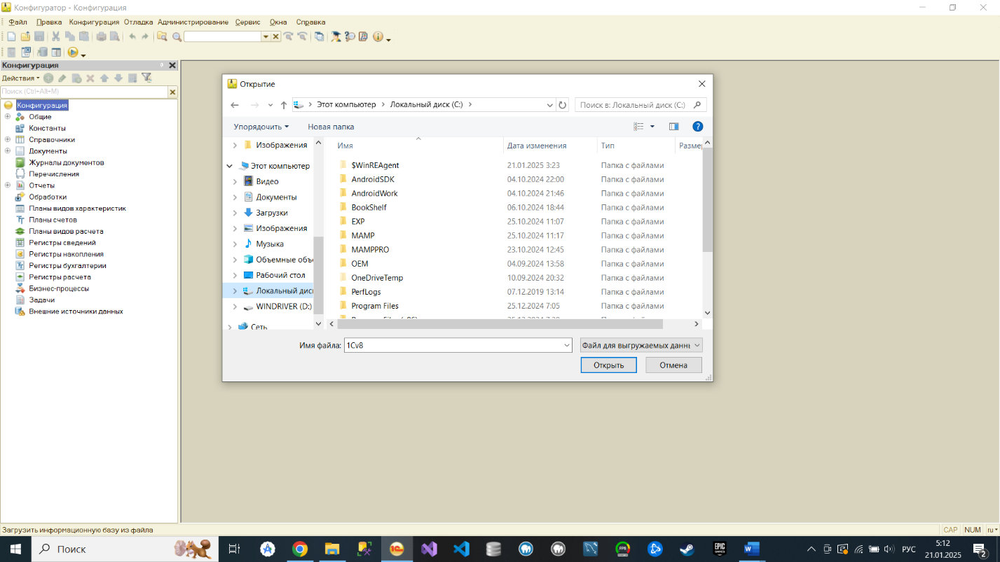 Конфигуратор - Конфигурация
Файл Правка Конфигурация Отладка Администрирование Сервис Окна Справка
Конфигурация
Действия
Поиск (Ctrl+Alt+M)
Конфигурация
Общие
Константы
Справочники
Документы
Журналы документов
Перечисления
Отчеты
Обработки
Планы видов характеристик
Планы счетов
Планы видов расчета
Регистры сведений
Регистры накопления
Регистры бухгалтерии
Регистры расчета
Бизнес-процессы
Задачи
Внешние источники данных
Открытие
Этот компьютер > Локальный диск (C:) >
Поиск в: Локальный диск (C:)
Упорядочить Новая папка
Изображения
Этот компьютер
Видео
Документы
Загрузки
Изображения
Музыка
Объемные объ
Рабочий стол
Локальный дис
WINDRIVER (D:)
Сеть
Имя Дата изменения Тип Разме
$WinREAgent 21.01.2025 3:23 Папка с файлами
AndroidSDK 04.10.2024 22:00 Папка с файлами
AndroidWork 04.10.2024 21:46 Папка с файлами
BookShelf 06.10.2024 18:44 Папка с файлами
EXP 25.10.2024 11:07 Папка с файлами
MAMP 25.10.2024 11:17 Папка с файлами
MAMPPRO 23.10.2024 12:45 Папка с файлами
OEM 04.09.2024 13:58 Папка с файлами
OneDriveTemp 10.09.2024 20:32 Папка с файлами
PerfLogs 07.12.2019 13:14 Папка с файлами
Program Files 25.12.2024 7:05 Папка с файлами
Имя файла: 1Cv8 Файл для выгружаемых даннь
Открыть Отмена
Загрузить информационную базу из файла
CAP NUM ru
Поиск
FPS
EPIC GAMES
РУС
5:12
21.01.2025
2